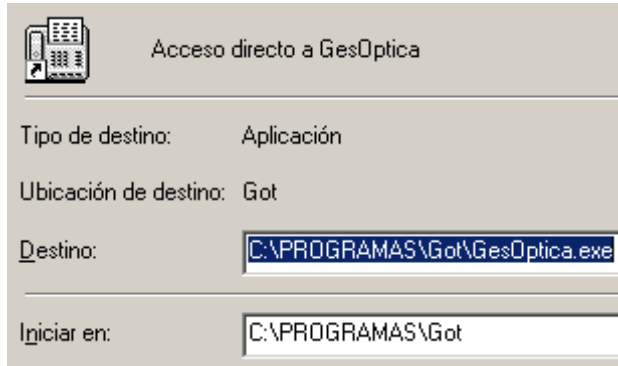 Acceso directo a GesOptica
Tipo de destino: Aplicación
Ubicación de destino: Got
Destino: C:\PROGRAMAS\Got\GesOptica.exe
Iniciar en: C:\PROGRAMAS\Got